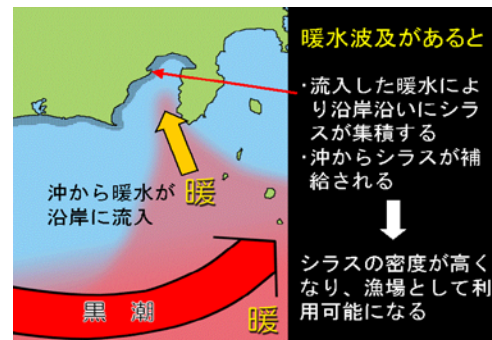 暖水波及があると
・流入した暖水によ
り沿岸沿いにシラ
スが集積する
・沖からシラスが補
給される
シラスの密度が高く
なり、漁場として利
用可能になる
沖から暖水が
沿岸に流入
暖
黒 潮
暖